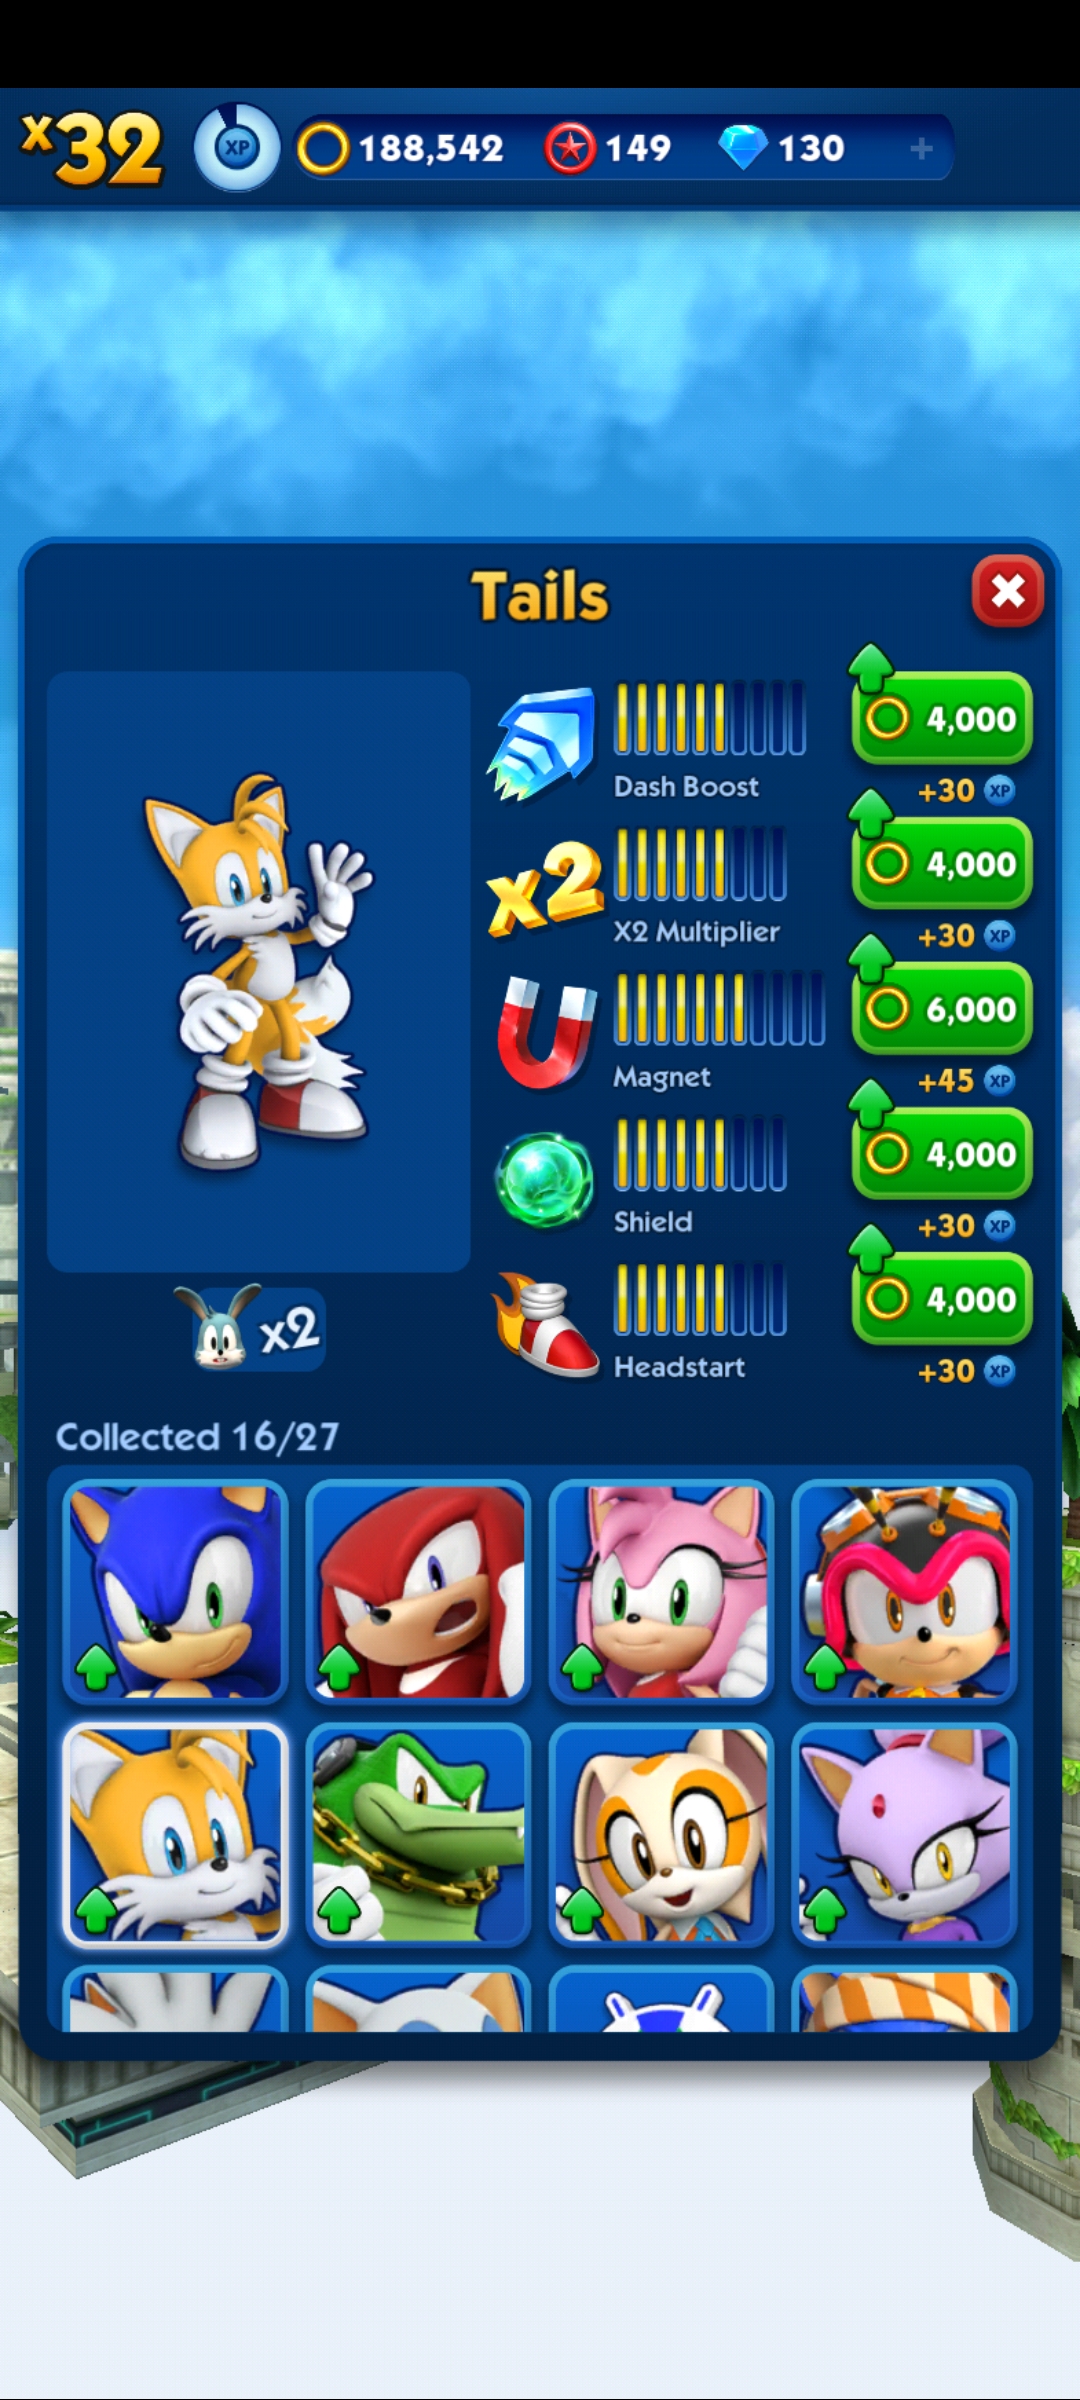 x32 XP 188,542 149 130 +
Tails
4,000
Dash Boost
+30 XP
x2
4,000
X2 Multiplier
+30 XP
6,000
Magnet
+45 XP
4,000
Shield
+30 XP
4,000
Headstart
+30 XP
x2
Collected 16/27